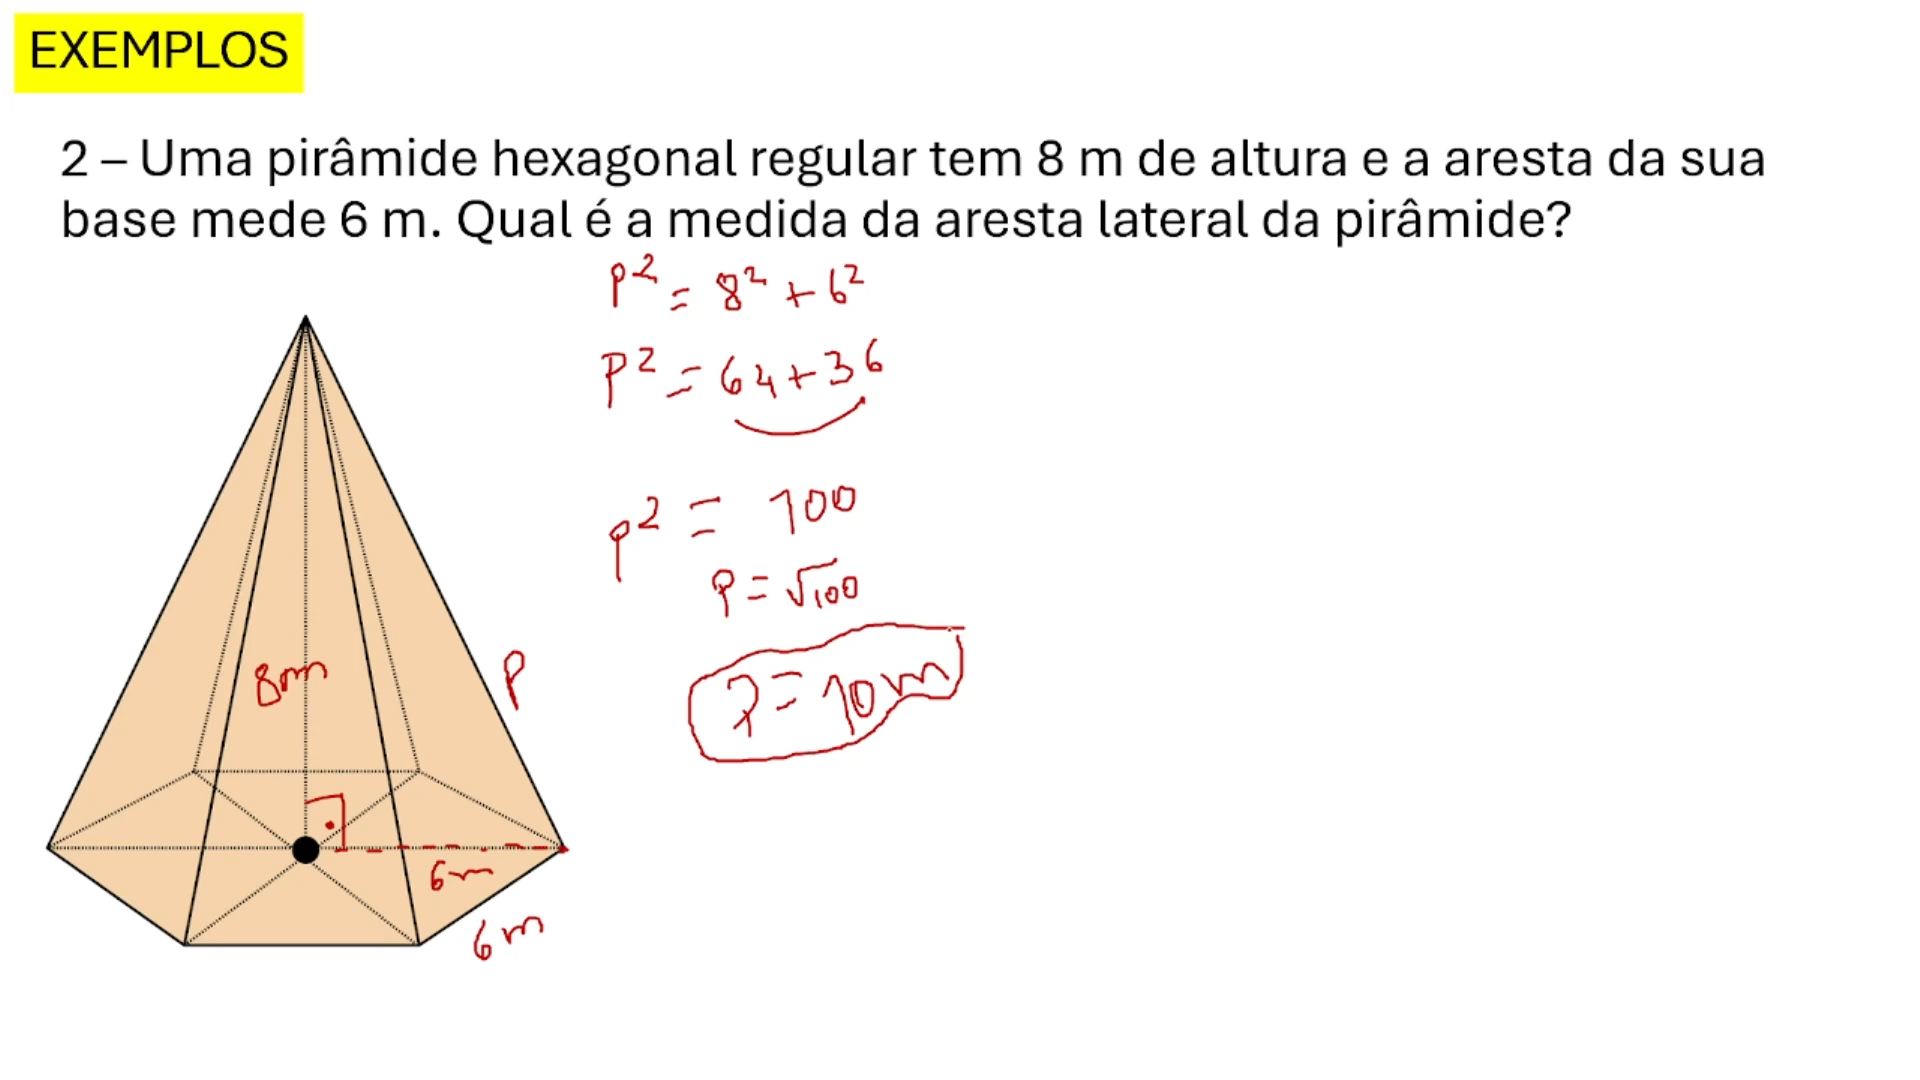 EXEMPLOS
2 – Uma pirâmide hexagonal regular tem 8 m de altura e a aresta da sua
base mede 6 m. Qual é a medida da aresta lateral da pirâmide?
P² = 8² + 6²
P² = 64+36
P² = 100
P = √100
P = 10m
8m
P
6m
6m